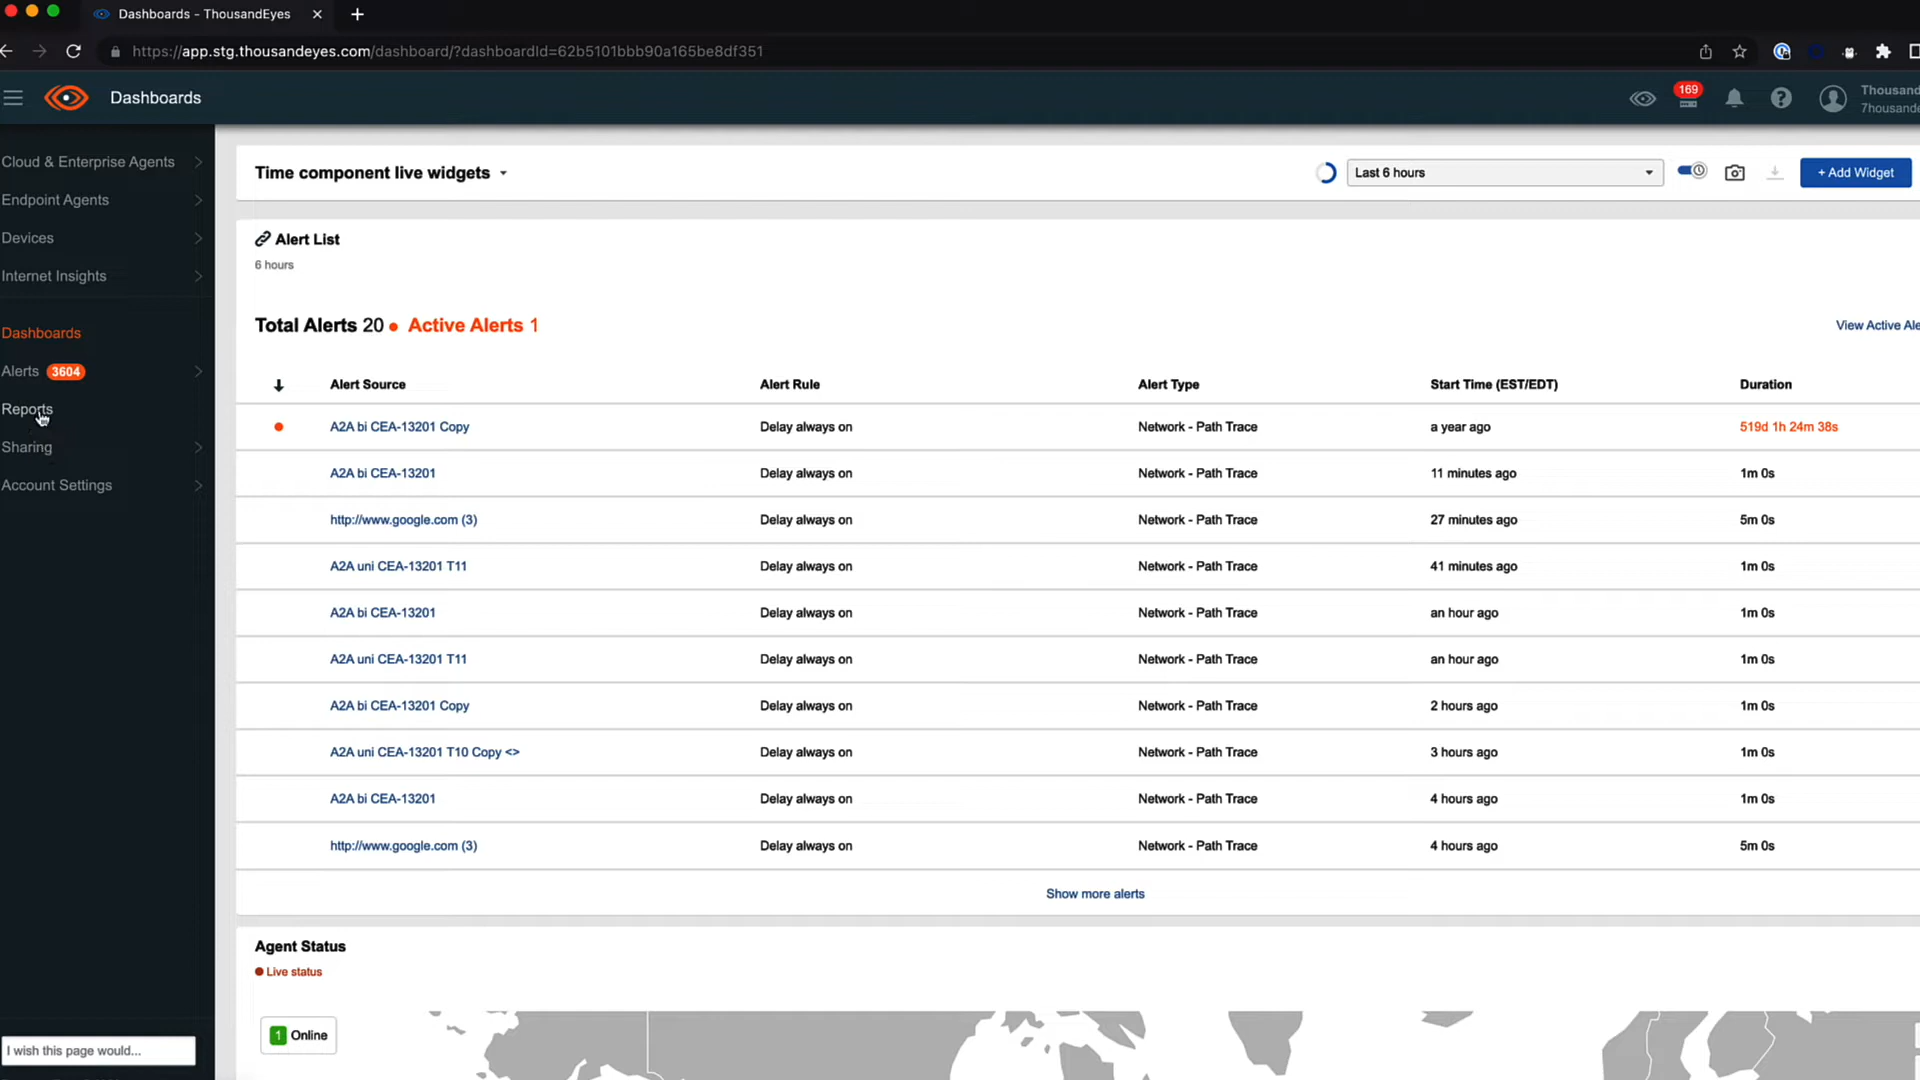 Dashboards - ThousandEyes
https://app.stg.thousandeyes.com/dashboard/?dashboardId=62b5101bbb90a165be8df351
Dashboards
169
Thousand
7thousande
Cloud & Enterprise Agents
Endpoint Agents
Devices
Internet Insights
Dashboards
Alerts 3604
Reports
Sharing
Account Settings
I wish this page would...
Time component live widgets
Last 6 hours
+ Add Widget
Alert List
6 hours
Total Alerts 20 • Active Alerts 1
View Active Ale
Alert Source Alert Rule Alert Type Start Time (EST/EDT) Duration
A2A bi CEA-13201 Copy Delay always on Network - Path Trace a year ago 519d 1h 24m 38s
A2A bi CEA-13201 Delay always on Network - Path Trace 11 minutes ago 1m 0s
http://www.google.com (3) Delay always on Network - Path Trace 27 minutes ago 5m 0s
A2A uni CEA-13201 T11 Delay always on Network - Path Trace 41 minutes ago 1m 0s
A2A bi CEA-13201 Delay always on Network - Path Trace an hour ago 1m 0s
A2A uni CEA-13201 T11 Delay always on Network - Path Trace an hour ago 1m 0s
A2A bi CEA-13201 Copy Delay always on Network - Path Trace 2 hours ago 1m 0s
A2A uni CEA-13201 T10 Copy <> Delay always on Network - Path Trace 3 hours ago 1m 0s
A2A bi CEA-13201 Delay always on Network - Path Trace 4 hours ago 1m 0s
http://www.google.com (3) Delay always on Network - Path Trace 4 hours ago 5m 0s
Show more alerts
Agent Status
Live status
1 Online